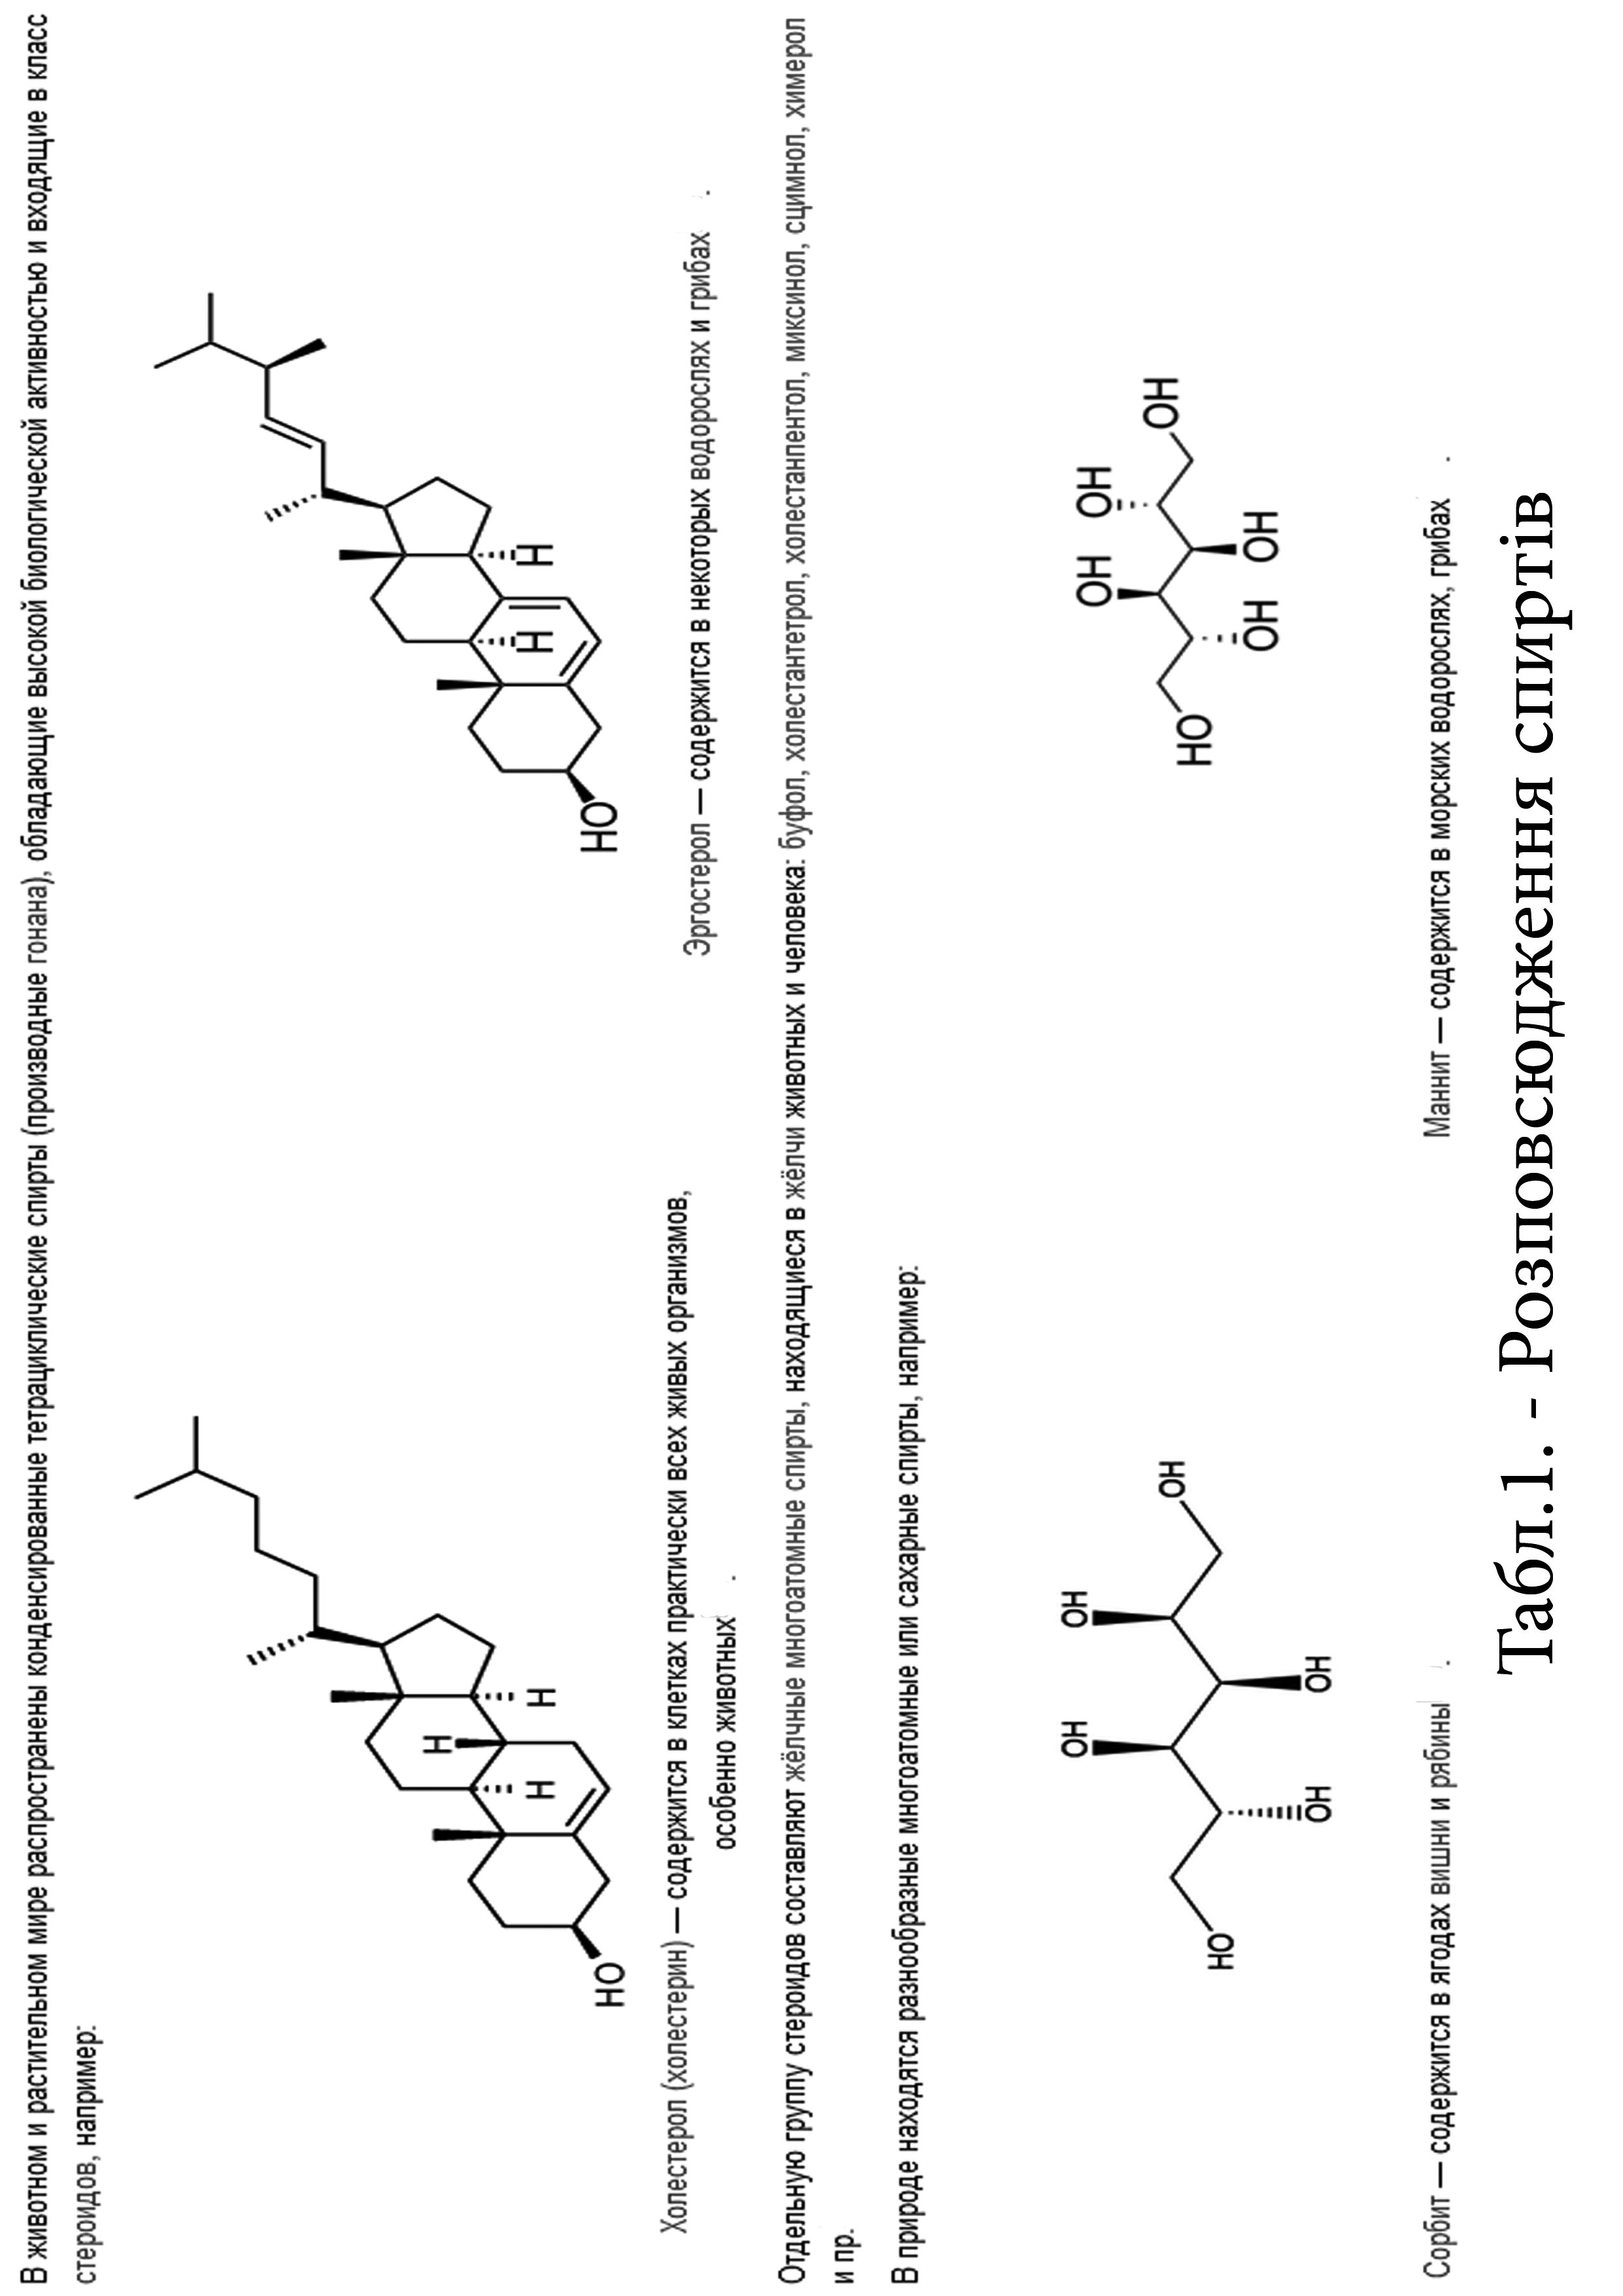 В животном и растительном мире распространены конденсированные тетрациклические спирты (производные гонана), обладающие высокой биологической активностью и входящие в класс
стероидов, например:
HO
H
H
H
HO
H
H
Холестерол (холестерин) — содержится в клетках практически всех живых организмов,
особенно животных .
Эргостерол — содержится в некоторых водорослях и грибах .
Отдельную группу стероидов составляют жёлчные многоатомные спирты, находящиеся в жёлчи животных и человека: буфол, холестантетрол, холестанпентол, миксинол, сцимнол, химерол
и пр.
В природе находятся разнообразные многоатомные или сахарные спирты, например:
OH OH
HO OH
OH OH
OH OH
HO OH
OH OH
Сорбит — содержится в ягодах вишни и рябины .
Маннит — содержится в морских водорослях, грибах .
Табл.1. - Розповсюдження спиртів